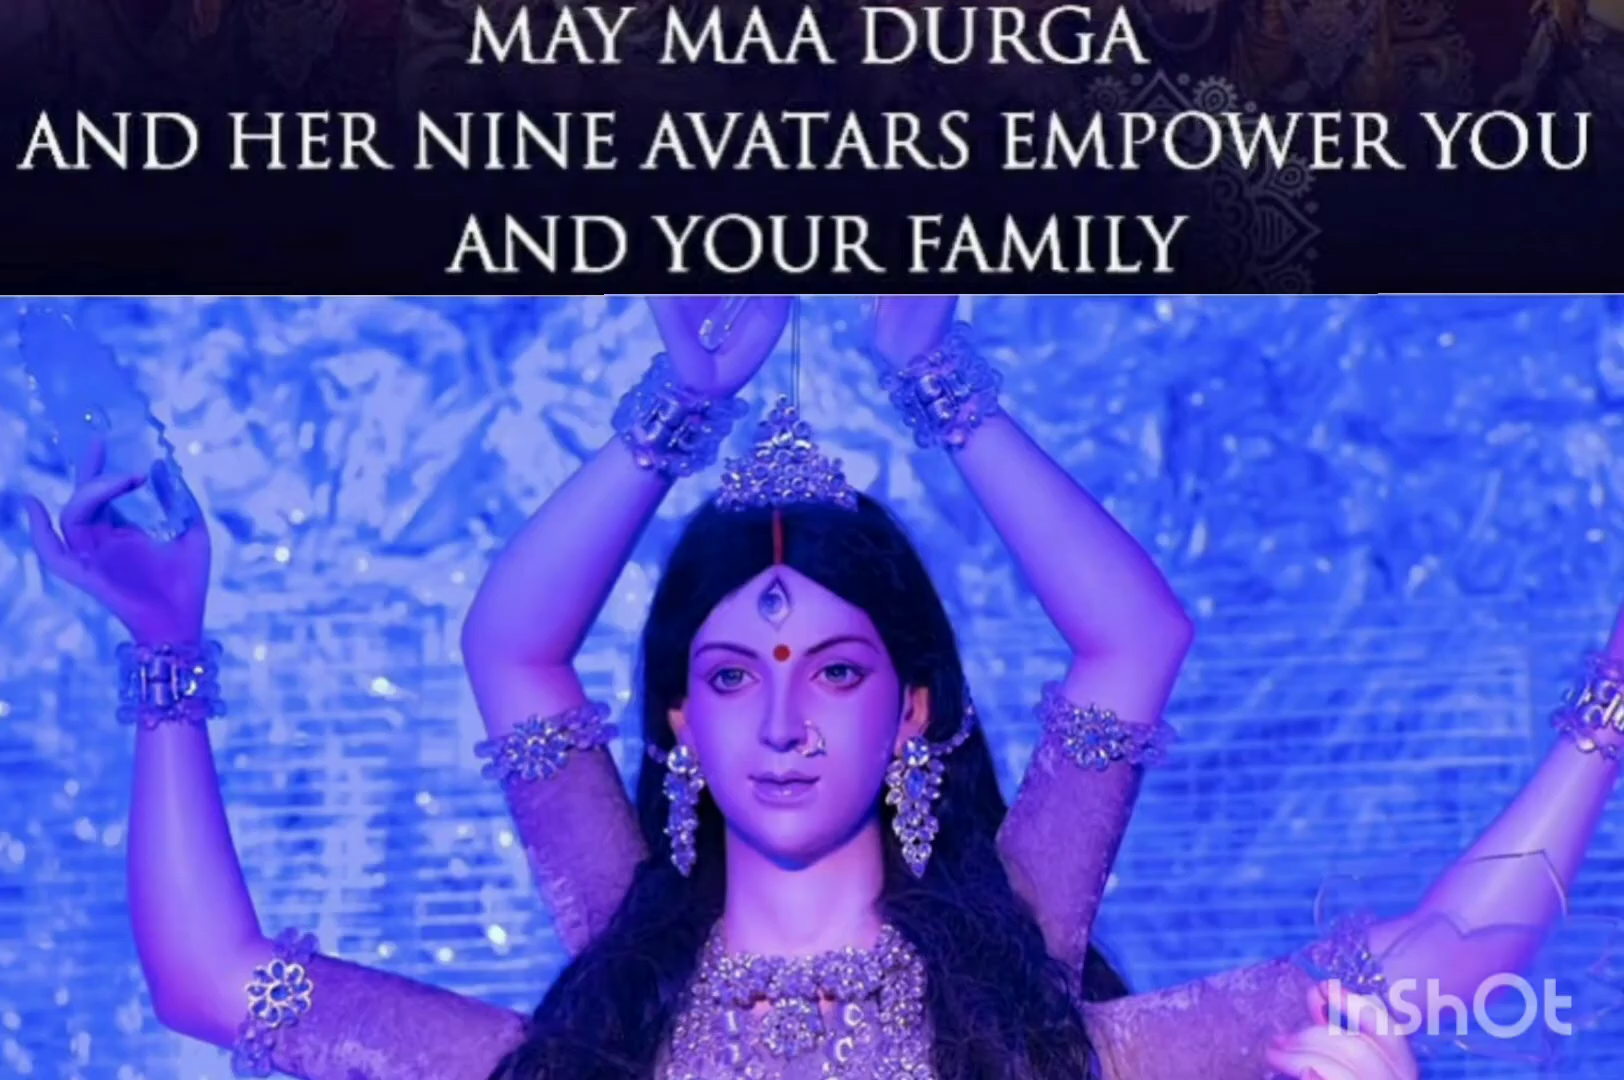 MAY MAA DURGA
AND HER NINE AVATARS EMPOWER YOU
AND YOUR FAMILY
InShOt